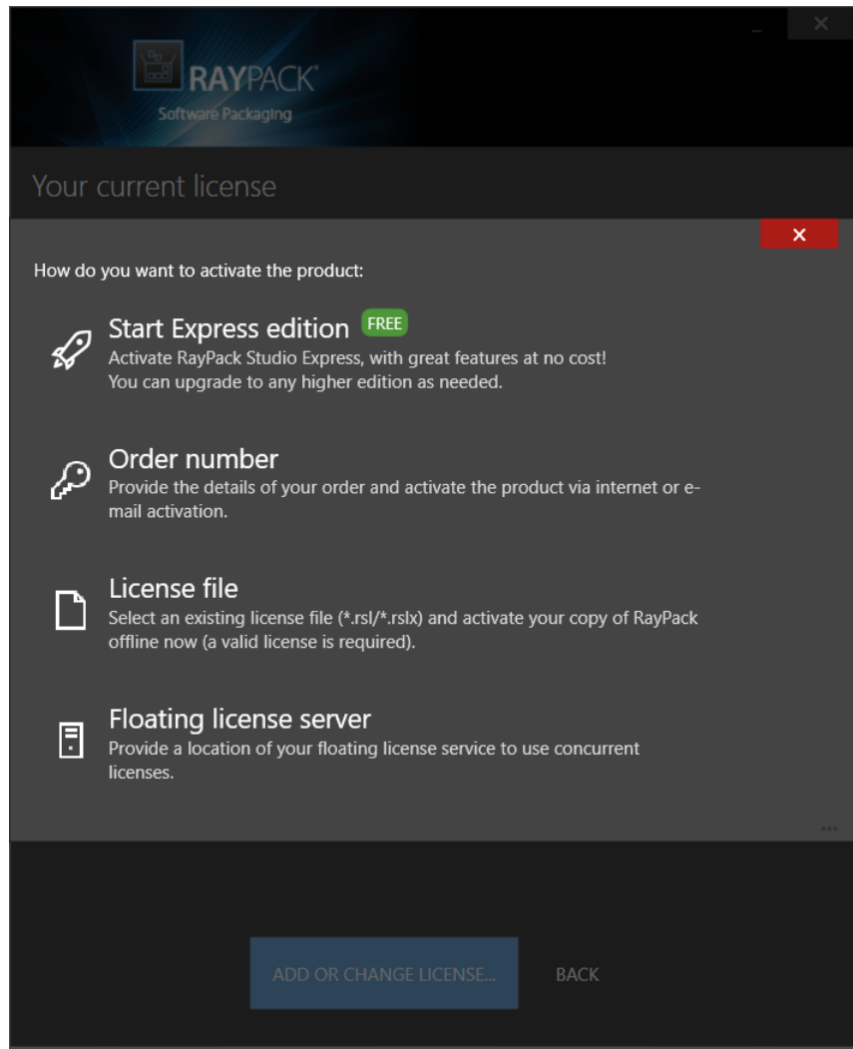 RAYPACK®
Software Packaging
Your current license
How do you want to activate the product:
Start Express edition FREE
Activate RayPack Studio Express, with great features at no cost!
You can upgrade to any higher edition as needed.
Order number
Provide the details of your order and activate the product via internet or e-
mail activation.
License file
Select an existing license file (*.rsl/*.rslx) and activate your copy of RayPack
offline now (a valid license is required).
Floating license server
Provide a location of your floating license service to use concurrent
licenses.
...
ADD OR CHANGE LICENSE... BACK